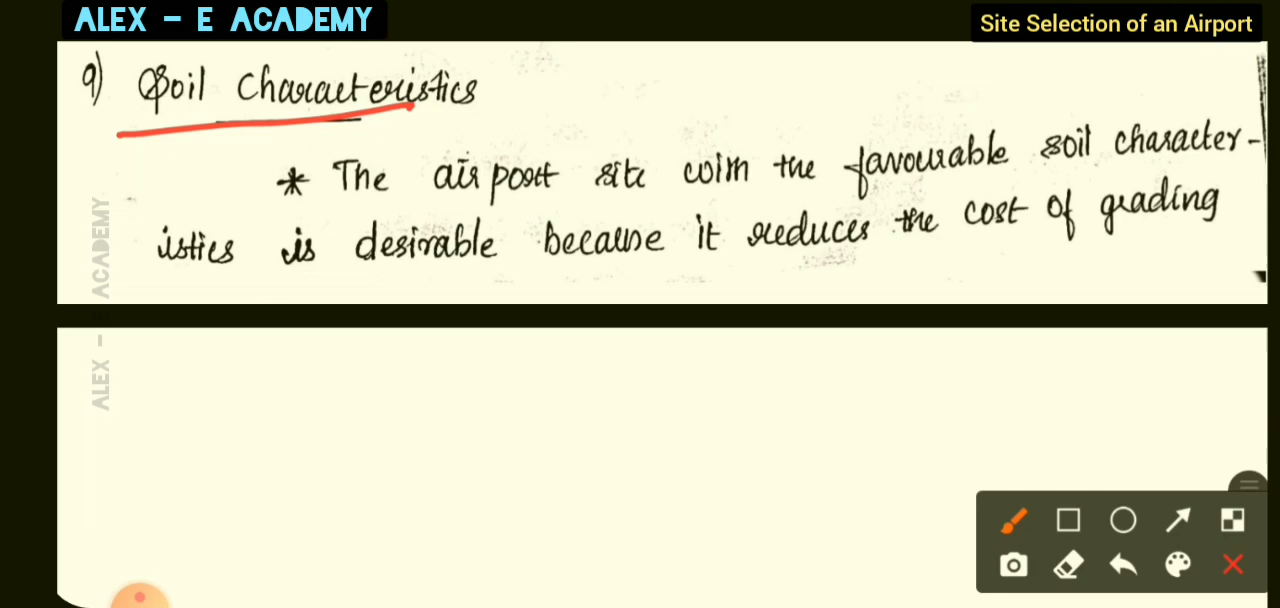 ALEX - E ACADEMY
Site Selection of an Airport
9) Soil Characteristics
* The airport site with the favourable soil character-
istics is desirable because it reduces the cost of grading
ALEX - E ACADEMY